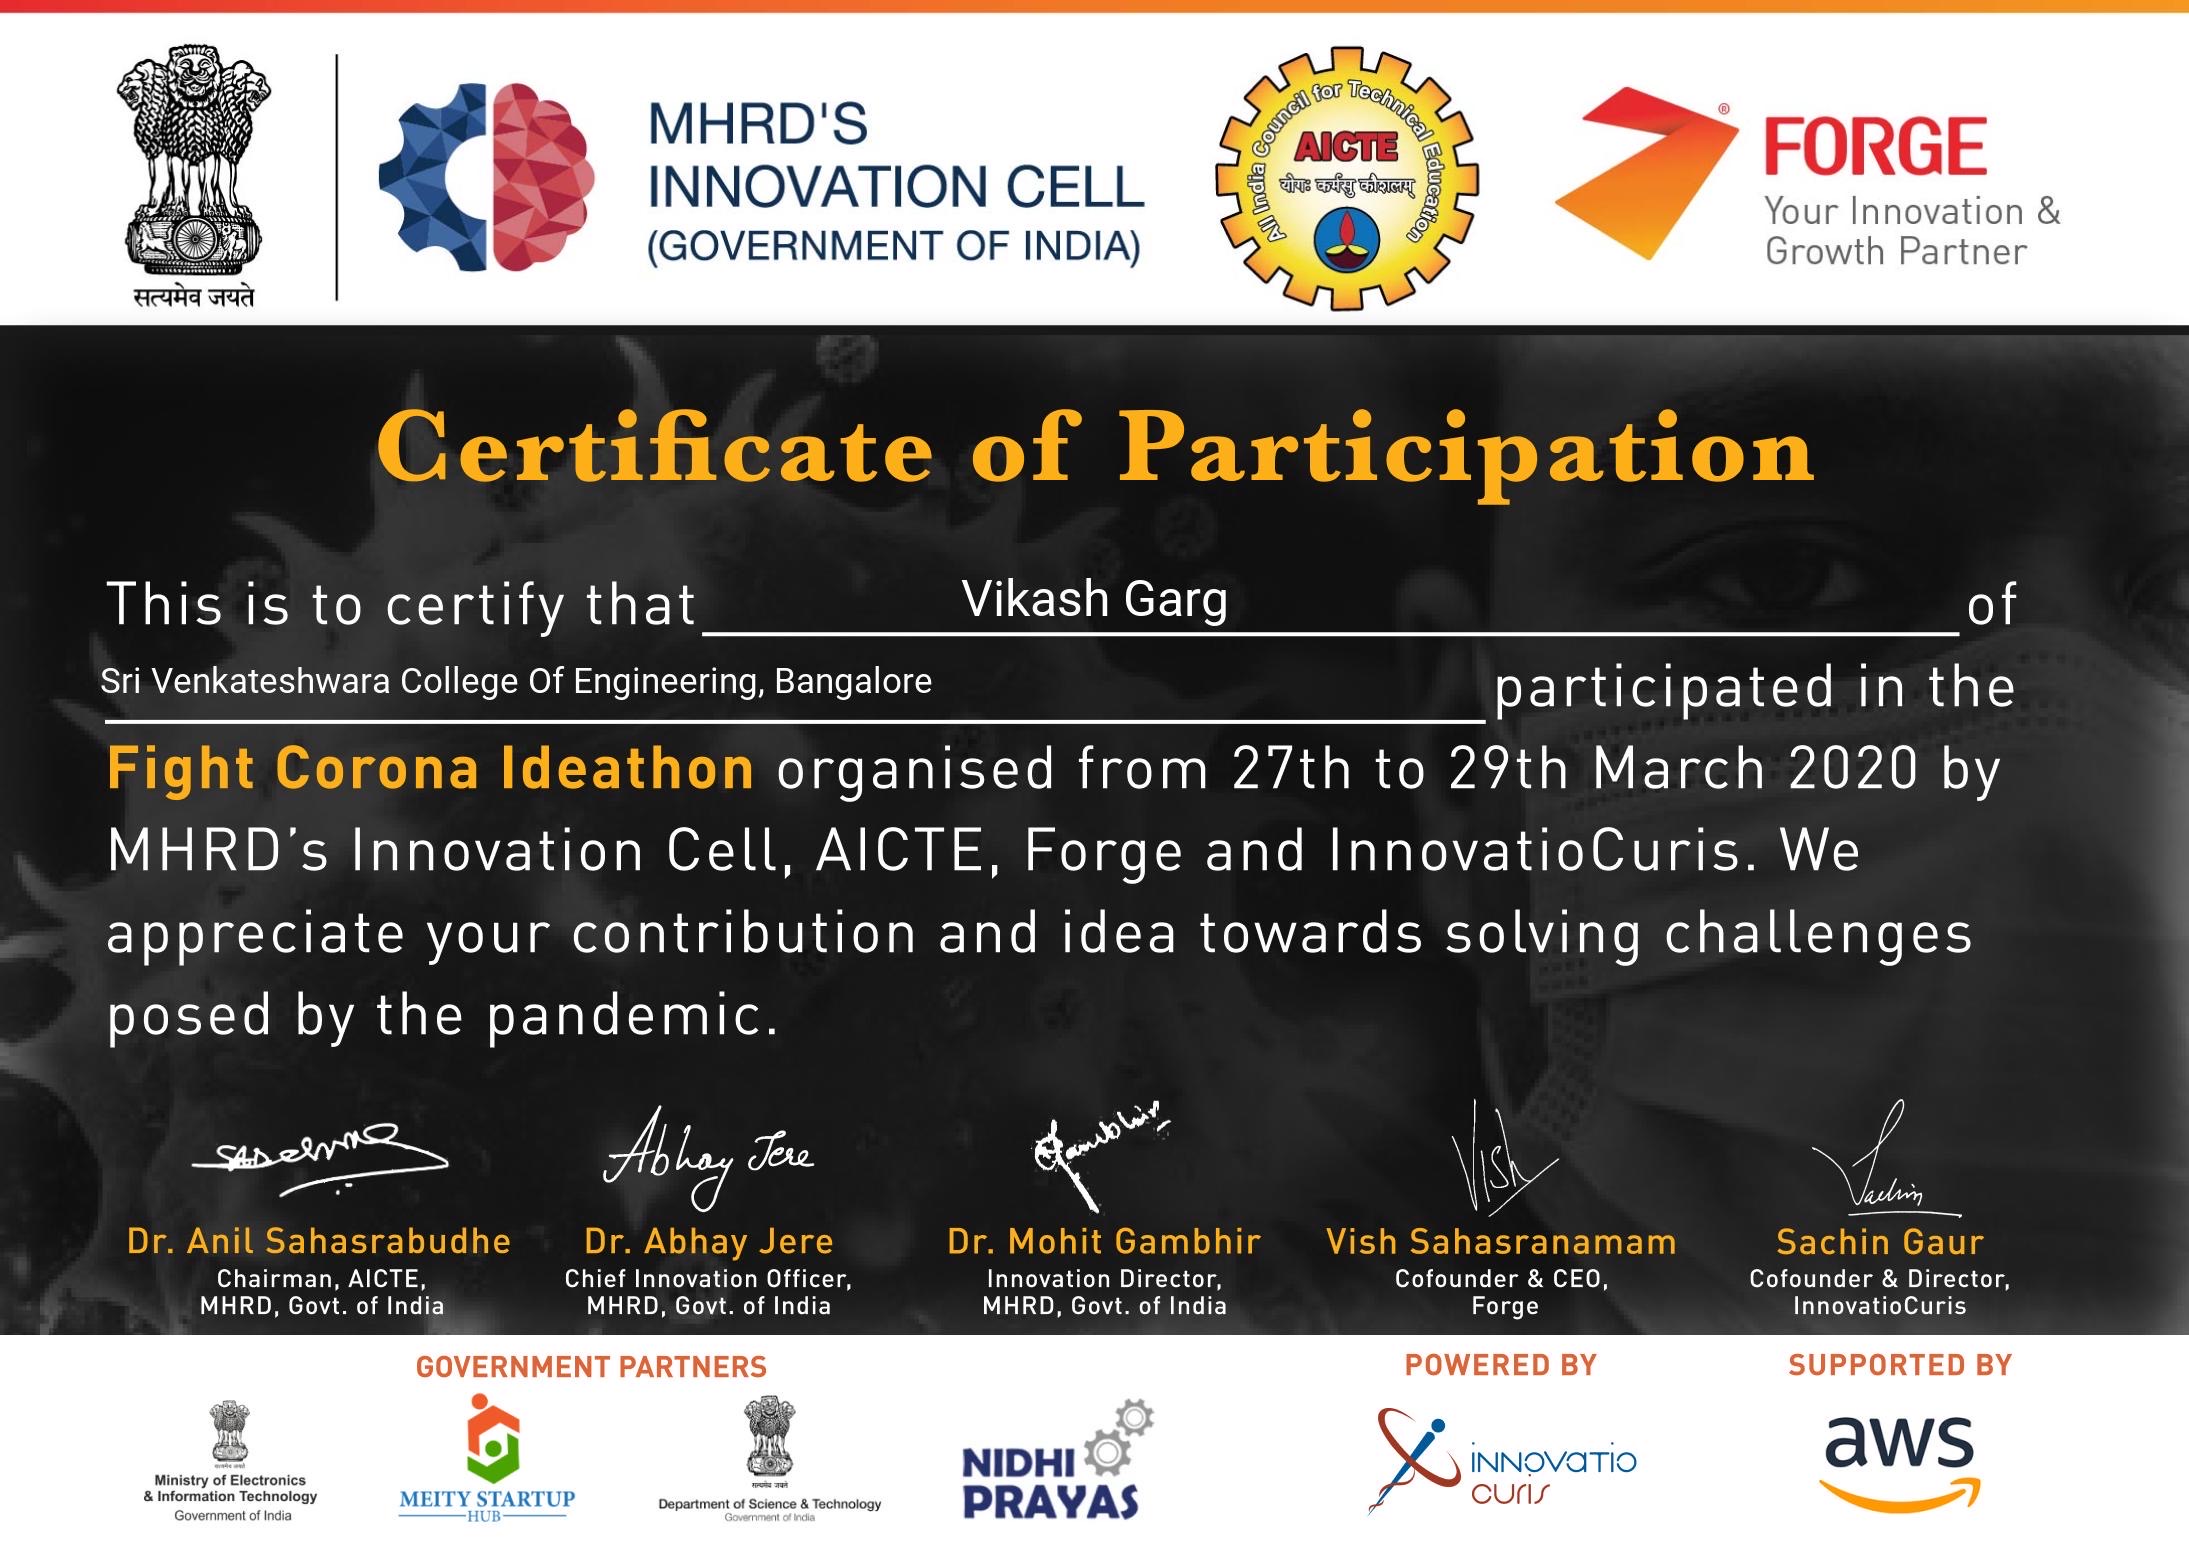 सत्यमेव जयते
MHRD'S
INNOVATION CELL
(GOVERNMENT OF INDIA)
All India Council for Technical Education
AICTE
योगः कर्मसु कौशलम्
®
FORGE
Your Innovation &
Growth Partner
Certificate of Participation
This is to certify that Vikash Garg of
Sri Venkateshwara College Of Engineering, Bangalore participated in the
Fight Corona Ideathon organised from 27th to 29th March 2020 by
MHRD’s Innovation Cell, AICTE, Forge and InnovatioCuris. We
appreciate your contribution and idea towards solving challenges
posed by the pandemic.
Abhay Jere
Gambhir
Vish
Sachin
Dr. Anil Sahasrabudhe
Chairman, AICTE,
MHRD, Govt. of India
Dr. Abhay Jere
Chief Innovation Officer,
MHRD, Govt. of India
Dr. Mohit Gambhir
Innovation Director,
MHRD, Govt. of India
Vish Sahasranamam
Cofounder & CEO,
Forge
Sachin Gaur
Cofounder & Director,
InnovatioCuris
GOVERNMENT PARTNERS
POWERED BY
SUPPORTED BY
सत्यमेव जयते
Ministry of Electronics
& Information Technology
Government of India
MEITY STARTUP
HUB
सत्यमेव जयते
Department of Science & Technology
Government of India
NIDHI
PRAYAS
INNOVATIO
CURIS
aws